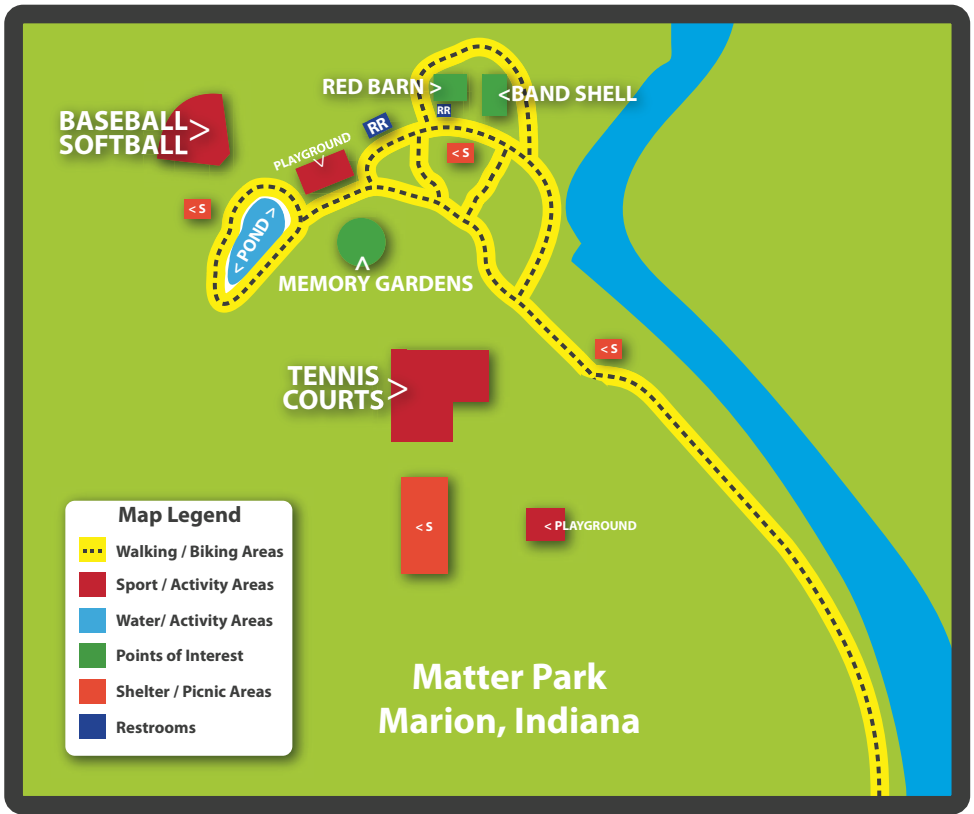 RED BARN >
<BAND SHELL
RR
RR
BASEBALL >
SOFTBALL
PLAYGROUND
>
< S
< S
< POND >
>
MEMORY GARDENS
< S
TENNIS >
COURTS
< S
< PLAYGROUND
Map Legend
Walking / Biking Areas
Sport / Activity Areas
Water/ Activity Areas
Points of Interest
Shelter / Picnic Areas
Restrooms
Matter Park
Marion, Indiana